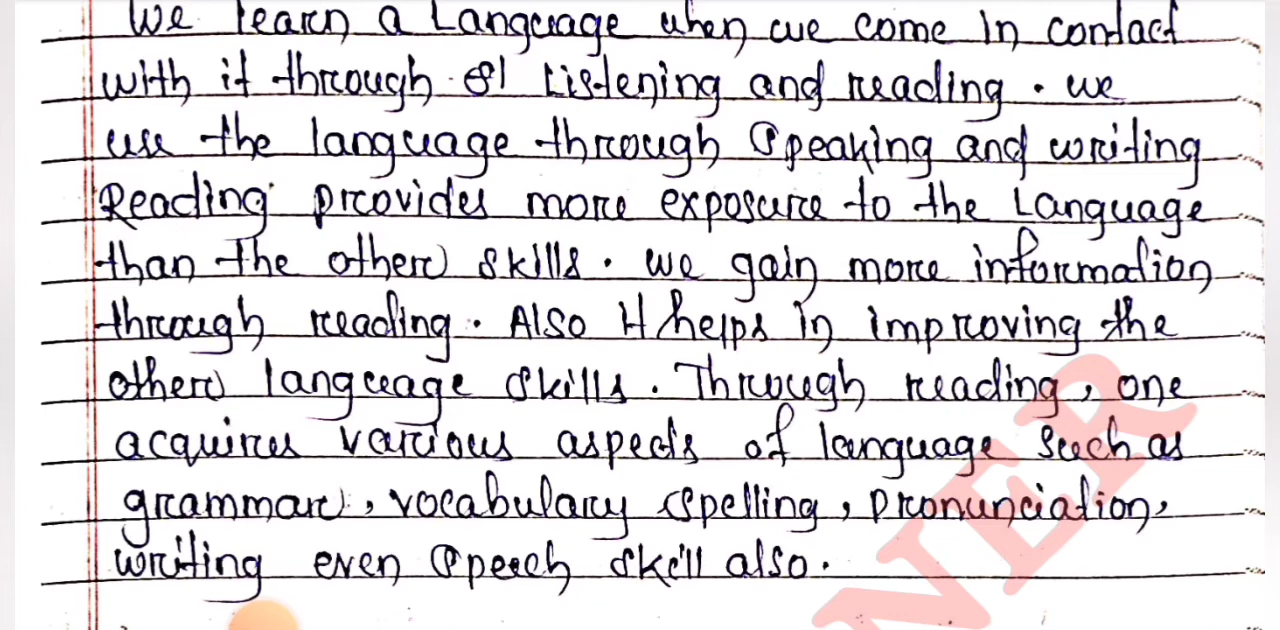 We learn a Language when we come in contact
with it through Listening and reading. we
use the language through Speaking and writing
Reading provides more exposure to the Language
than the other skills. we gain more information
through reading. Also it helps in improving the
other language skills. Through reading, one
acquires various aspects of language such as
grammar, vocabulary spelling, pronunciation,
writing even speech skill also.
NER